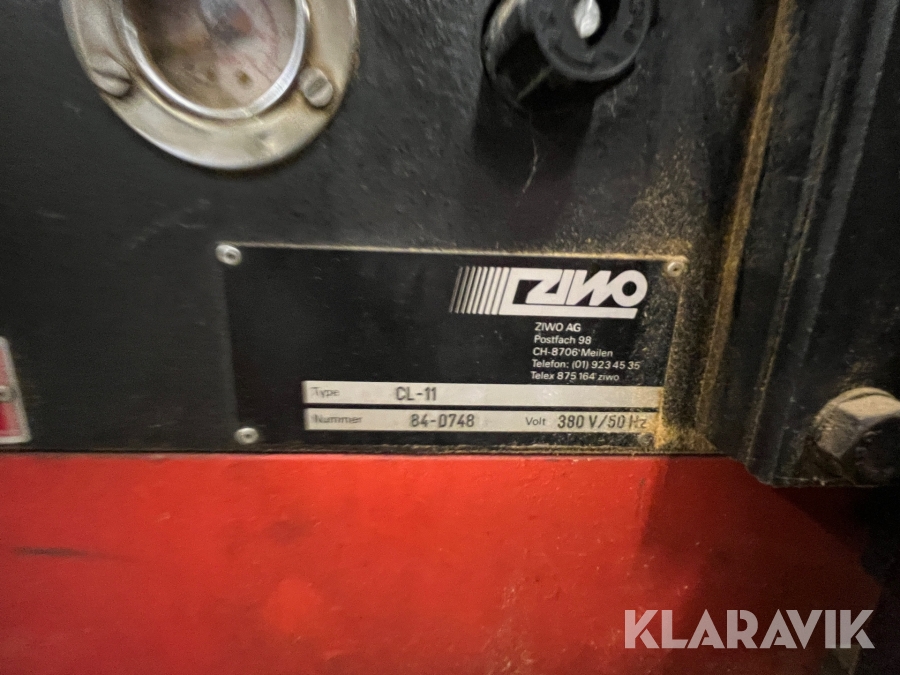 ZIWO
ZIWO AG
Postfach 98
CH-8706 Meilen
Telefon: (01) 923 45 35
Telex 875 164 ziwo
Type CL-11
Nummer 84-0748 Volt 380 V/50 Hz
KLARAVIK